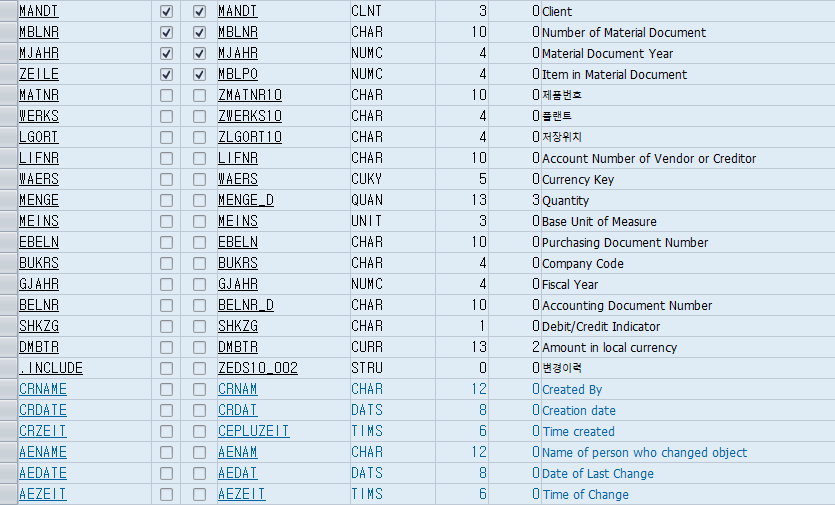 MANDT MANDT CLNT 3 0 Client
MBLNR MBLNR CHAR 10 0 Number of Material Document
MJAHR MJAHR NUMC 4 0 Material Document Year
ZEILE MBLPO NUMC 4 0 Item in Material Document
MATNR ZMATNR10 CHAR 10 0 제품번호
WERKS ZWERKS10 CHAR 4 0 플랜트
LGORT ZLGORT10 CHAR 4 0 저장위치
LIFNR LIFNR CHAR 10 0 Account Number of Vendor or Creditor
WAERS WAERS CUKY 5 0 Currency Key
MENGE MENGE_D QUAN 13 3 Quantity
MEINS MEINS UNIT 3 0 Base Unit of Measure
EBELN EBELN CHAR 10 0 Purchasing Document Number
BUKRS BUKRS CHAR 4 0 Company Code
GJAHR GJAHR NUMC 4 0 Fiscal Year
BELNR BELNR_D CHAR 10 0 Accounting Document Number
SHKZG SHKZG CHAR 1 0 Debit/Credit Indicator
DMBTR DMBTR CURR 13 2 Amount in local currency
.INCLUDE ZEDS10_002 STRU 0 0 변경이력
CRNAME CRNAM CHAR 12 0 Created By
CRDATE CRDAT DATS 8 0 Creation date
CRZEIT CEPLUZEIT TIMS 6 0 Time created
AENAME AENAM CHAR 12 0 Name of person who changed object
AEDATE AEDAT DATS 8 0 Date of Last Change
AEZEIT AEZEIT TIMS 6 0 Time of Change